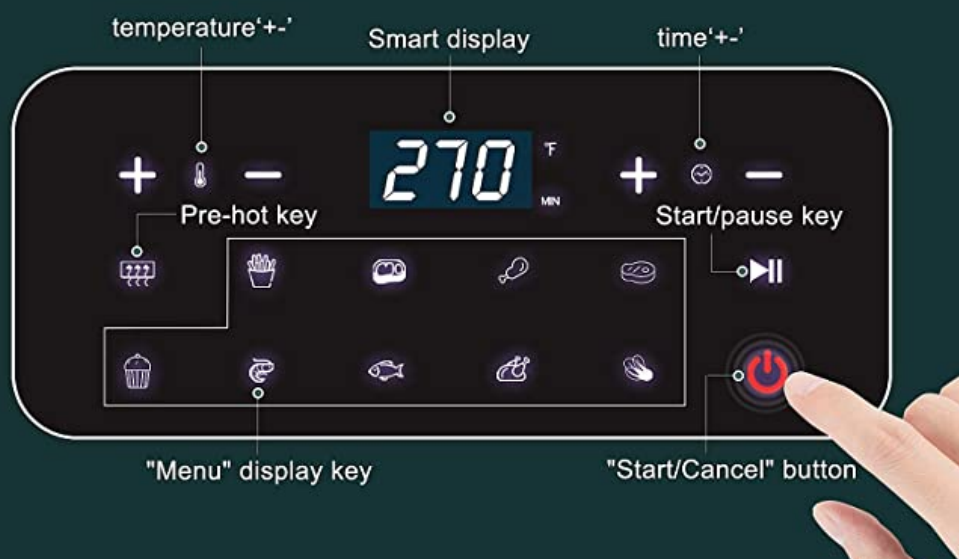 temperature‘+-’
Smart display
time‘+-’
270
°F
MIN
Pre-hot key
Start/pause key
"Menu" display key
"Start/Cancel" button